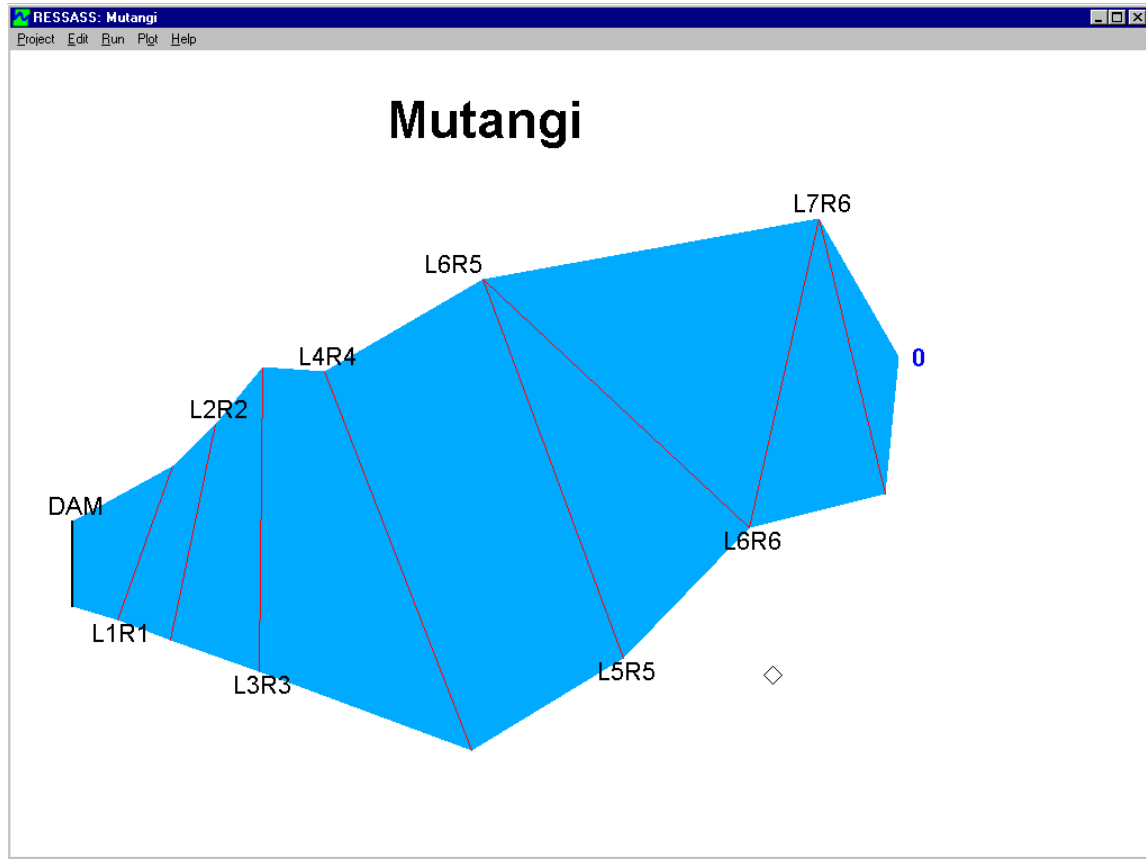 RESSASS: Mutangi
Project Edit Run Plot Help
Mutangi
L7R6
L6R5
L4R4
0
L2R2
DAM
L6R6
L1R1
L5R5
L3R3